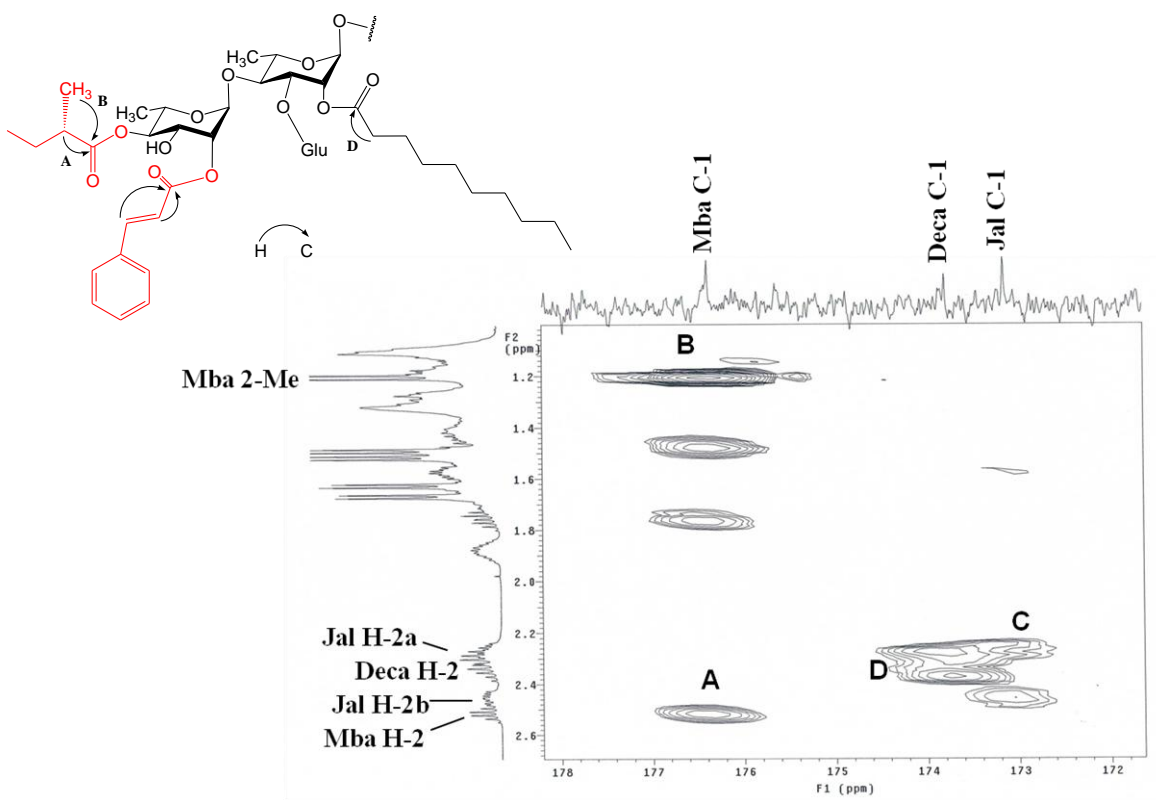 O
H₃C
O
O
O
O
O
CH₃
B
H₃C
O
O
HO
Glu
D
A
O
O
O
O
H
C
Mba C-1
Deca C-1
Jal C-1
F2
(ppm)
B
Mba 2-Me
1.2
1.4
1.6
1.8
2.0
2.2
C
Jal H-2a
Deca H-2
D
2.4
A
Jal H-2b
Mba H-2
2.6
178
177
176
175
174
173
172
F1 (ppm)